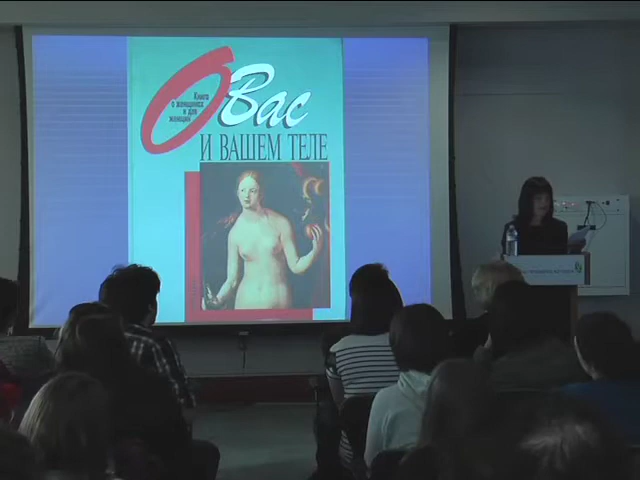 О Вас
Книга
о женщинах
и для
женщин
И ВАШЕМ ТЕЛЕ